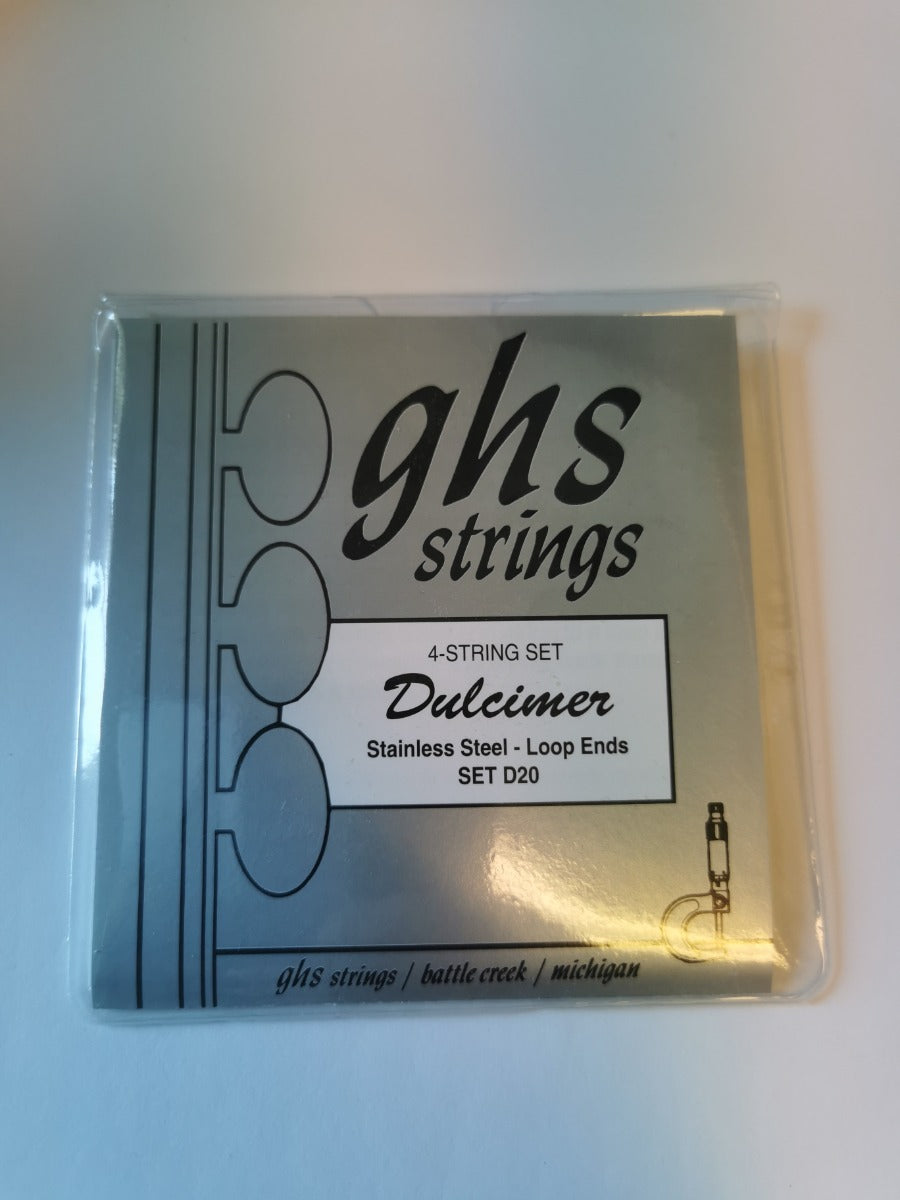 ghs
strings
4-STRING SET
Dulcimer
Stainless Steel - Loop Ends
SET D20
ghs strings / battle creek / michigan